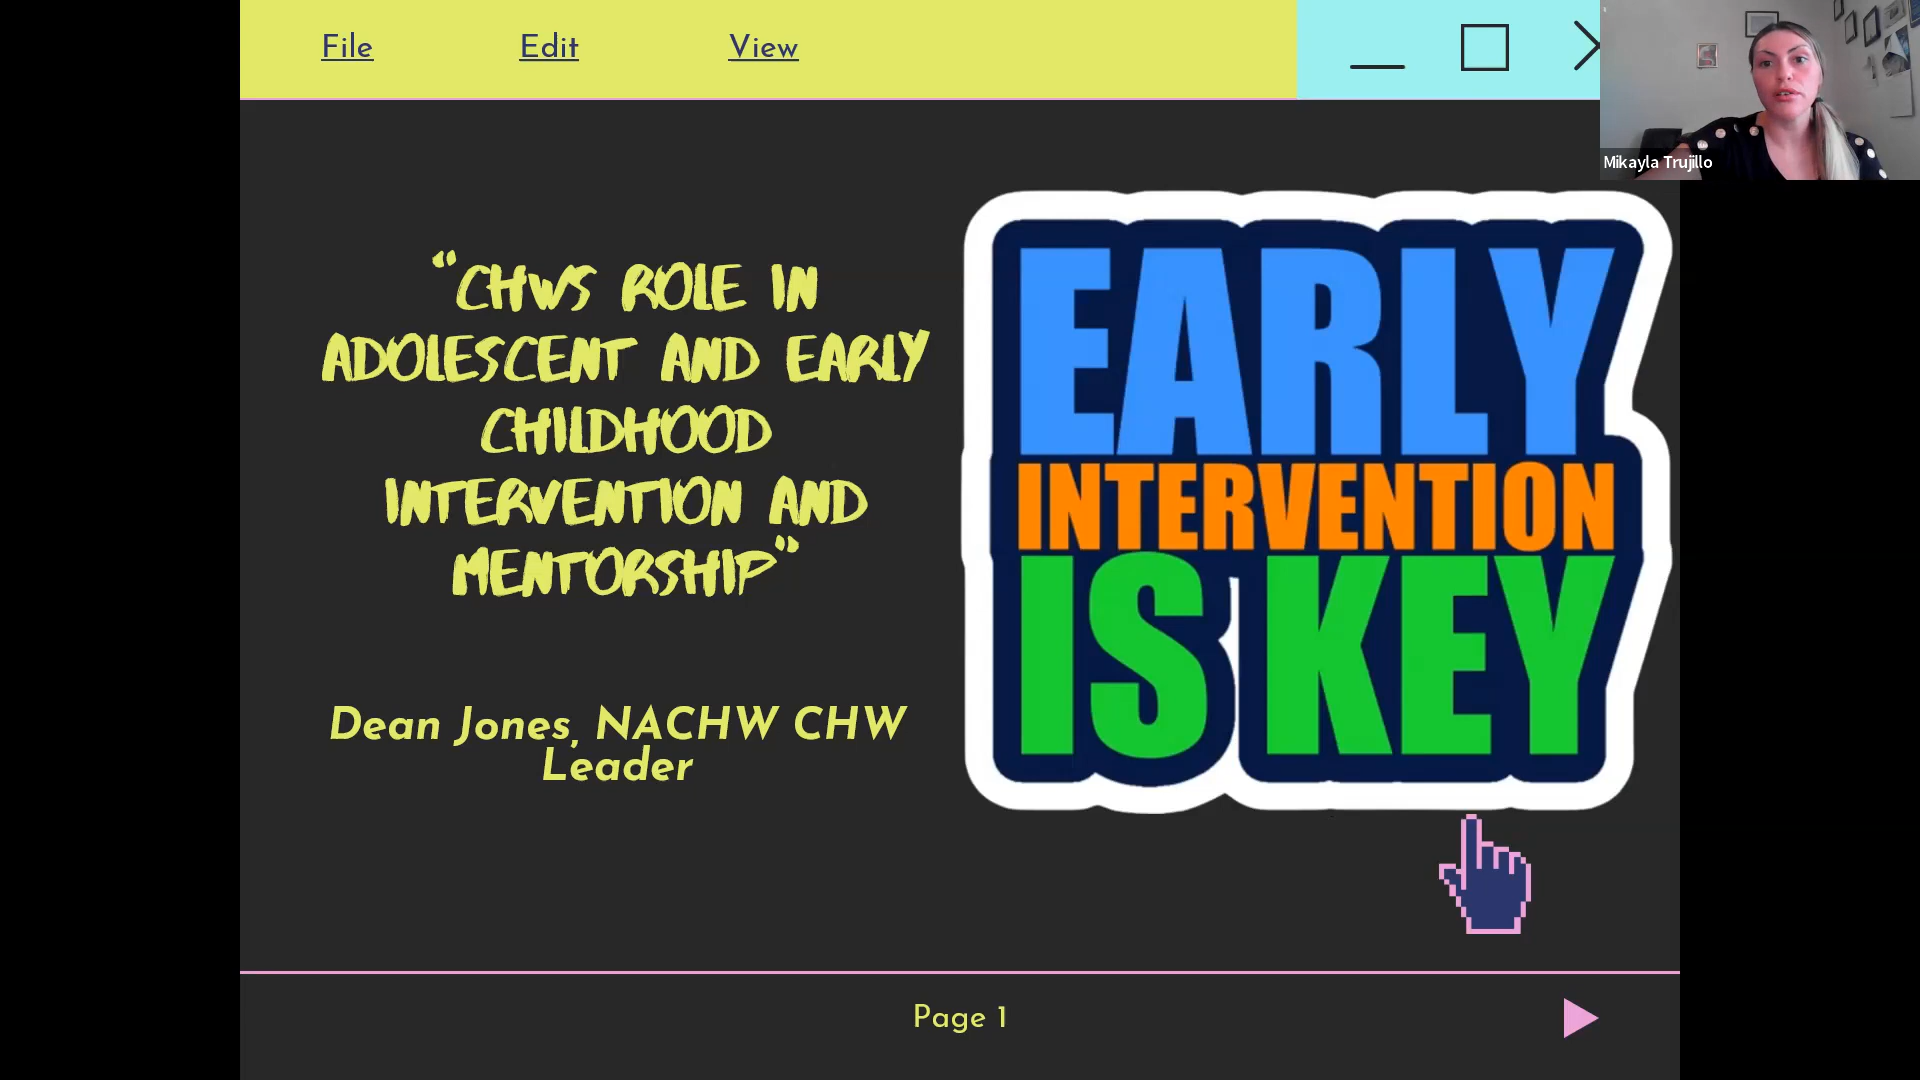 File Edit View
Mikayla Trujillo
“CHWS ROLE IN
ADOLESCENT AND EARLY
CHILDHOOD
INTERVENTION AND
MENTORSHIP”
Dean Jones, NACHW CHW
Leader
EARLY
INTERVENTION
IS KEY
Page 1